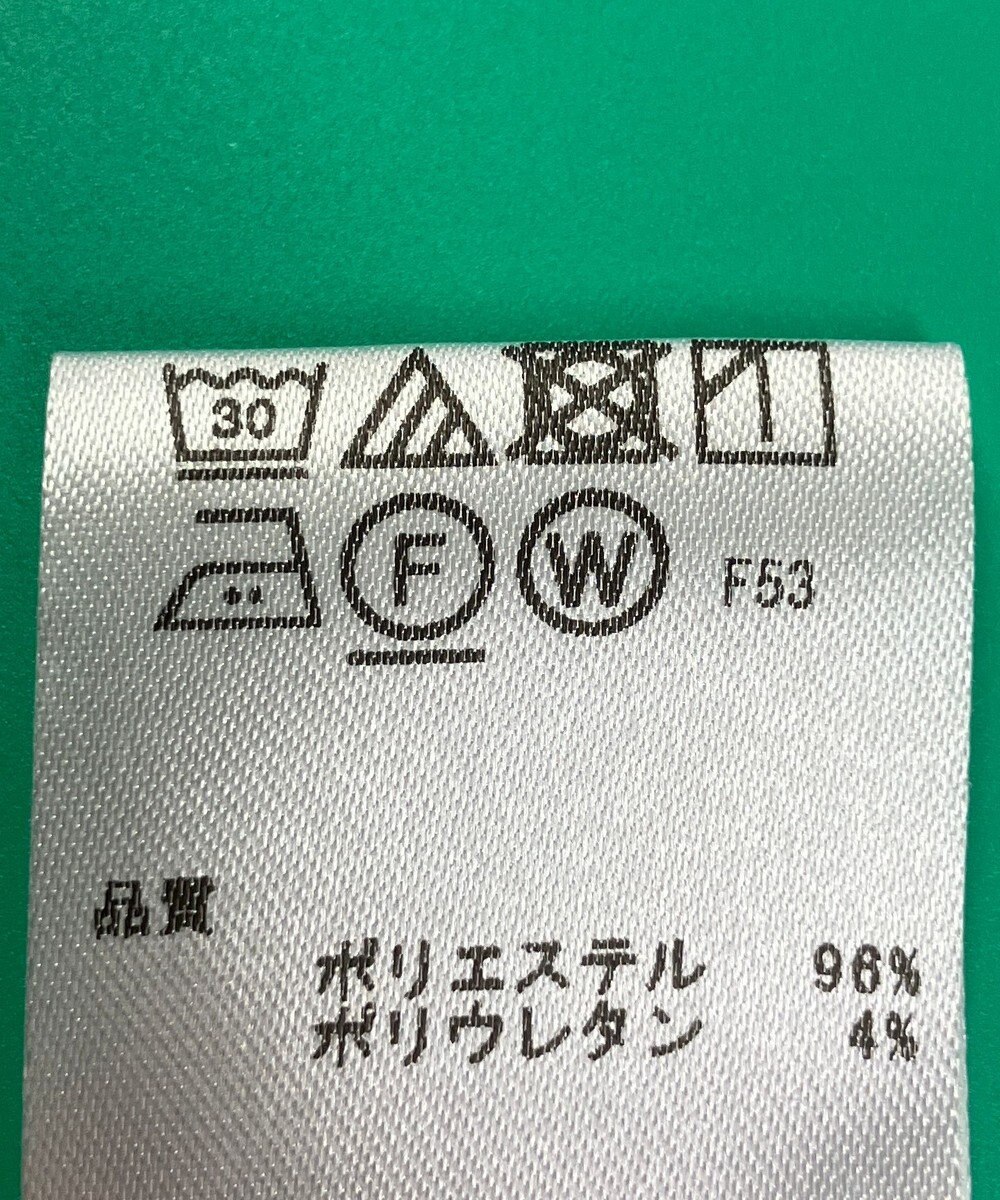 30
F W F53
品質
ポリエステル 96%
ポリウレタン 4%